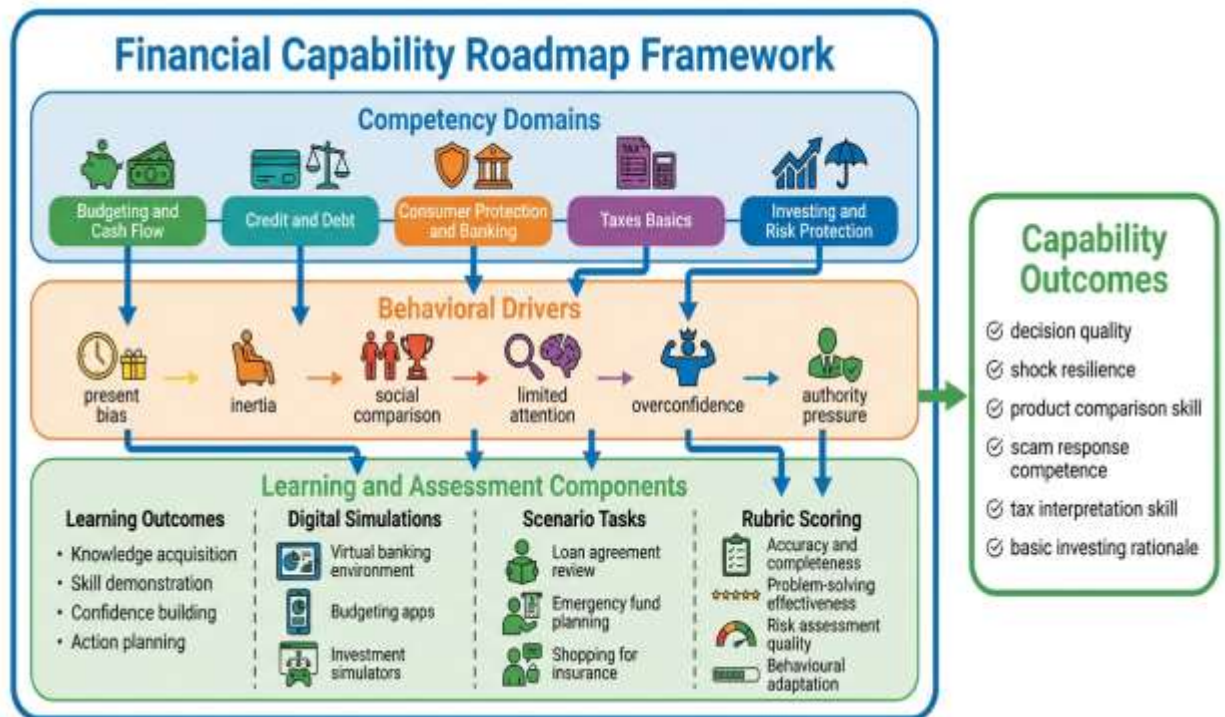 Financial Capability Roadmap Framework
Competency Domains
TAX
Budgeting and
Cash Flow
Credit and Debt
Consumer Protection
and Banking
Taxes Basics
Investing and
Risk Protection
Behavioral Drivers
present
bias
inertia
social
comparison
limited
attention
overconfidence
authority
pressure
Learning and Assessment Components
Learning Outcomes
• Knowledge acquisition
• Skill demonstration
• Confidence building
• Action planning
Digital Simulations
Virtual banking
environment
Budgeting apps
Investment
simulators
Scenario Tasks
Loan agreement
review
Emergency fund
planning
Shopping for
insurance
Rubric Scoring
Accuracy and
completeness
Problem-solving
effectiveness
Risk assessment
quality
Behavioural
adaptation
Capability
Outcomes
decision quality
shock resilience
product comparison skill
scam response
competence
tax interpretation skill
basic investing rationale